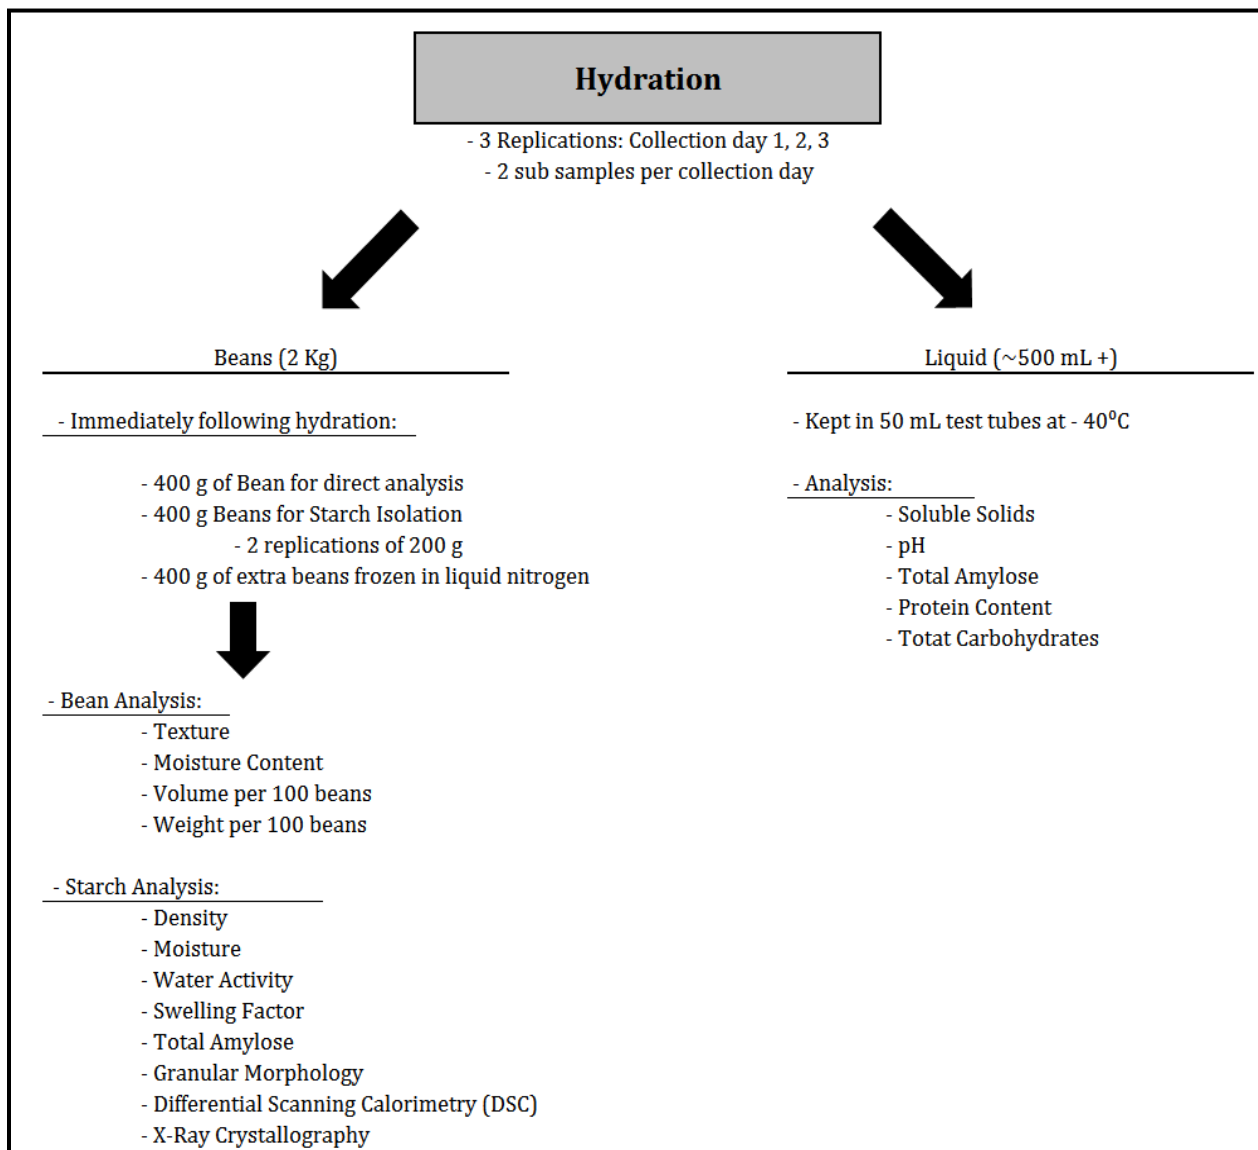 Hydration
- 3 Replications: Collection day 1, 2, 3
- 2 sub samples per collection day
Beans (2 Kg)
- Immediately following hydration:
- 400 g of Bean for direct analysis
- 400 g Beans for Starch Isolation
- 2 replications of 200 g
- 400 g of extra beans frozen in liquid nitrogen
- Bean Analysis:
- Texture
- Moisture Content
- Volume per 100 beans
- Weight per 100 beans
- Starch Analysis:
- Density
- Moisture
- Water Activity
- Swelling Factor
- Total Amylose
- Granular Morphology
- Differential Scanning Calorimetry (DSC)
- X-Ray Crystallography
Liquid (~500 mL +)
- Kept in 50 mL test tubes at - 40⁰C
- Analysis:
- Soluble Solids
- pH
- Total Amylose
- Protein Content
- Totat Carbohydrates